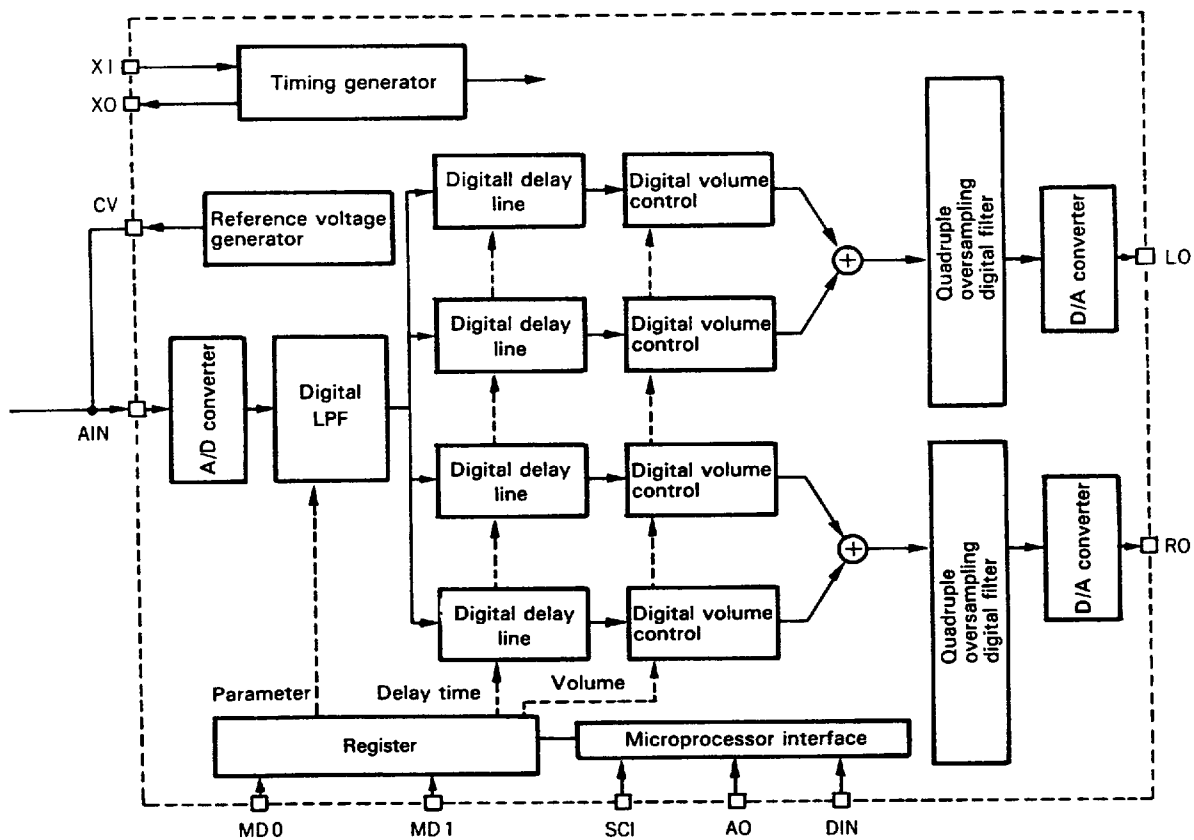 XI
Timing generator
XO
CV
Reference voltage
generator
Digitall delay
line
Digital volume
control
Quadruple
oversampling
digital filter
D/A converter
LO
Digital delay
line
Digital volume
control
AIN
A/D converter
Digital
LPF
Digital delay
line
Digital volume
control
Quadruple
oversampling
digital filter
D/A converter
RO
Digital delay
line
Digital volume
control
Parameter
Delay time
Volume
Register
Microprocessor interface
MD0
MD1
SCI
AO
DIN